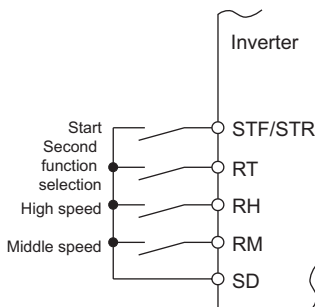 Inverter
Start
STF/STR
Second
function
selection
RT
High speed
RH
Middle speed
RM
SD